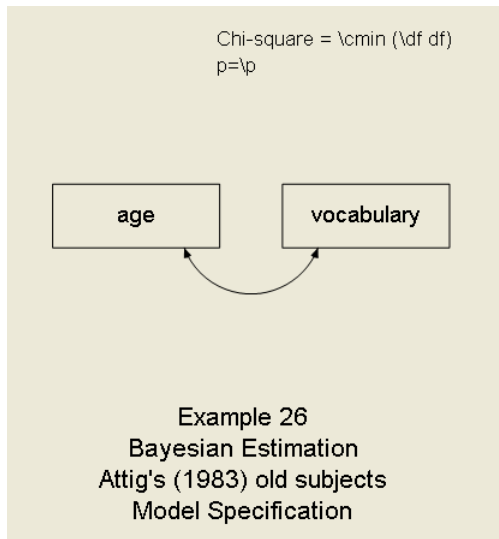 Chi-square = \cmin (\df df)
p=\p
age
vocabulary
Example 26
Bayesian Estimation
Attig's (1983) old subjects
Model Specification